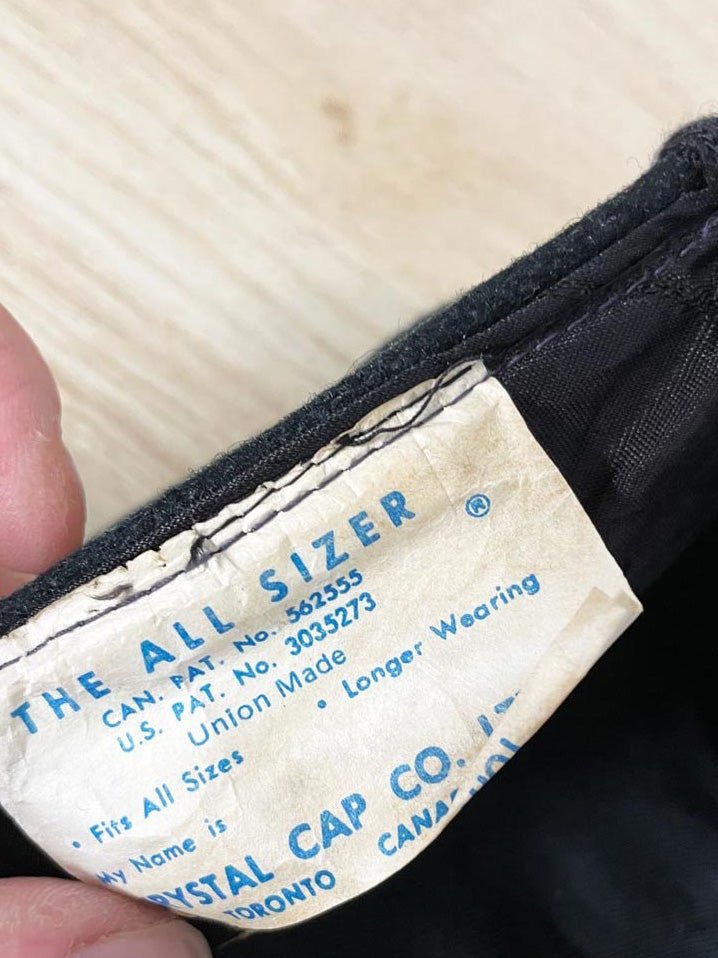 THE ALL SIZER ®
CAN. PAT. No. 562555
U.S. PAT. No. 3035273
Union Made
• Fits All Sizes • Longer Wearing
My Name is
RYSTAL CAP CO.
TORONTO